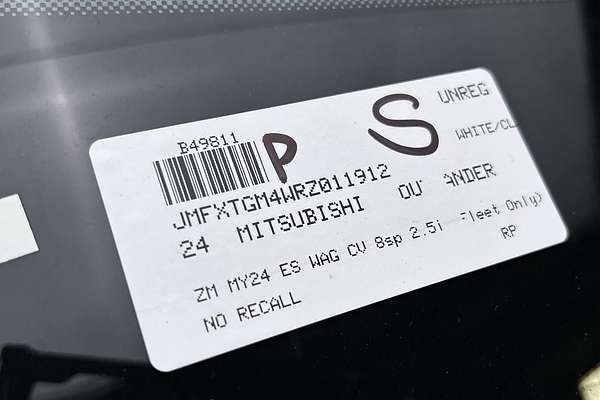 B49811
P S UNREG
WHITE/CL
JMFXTGM4WRZ011912
24 MITSUBISHI OU ANDER
ZM MY24 ES WAG CV 8sp 2.5i leet Only)
NO RECALL RP